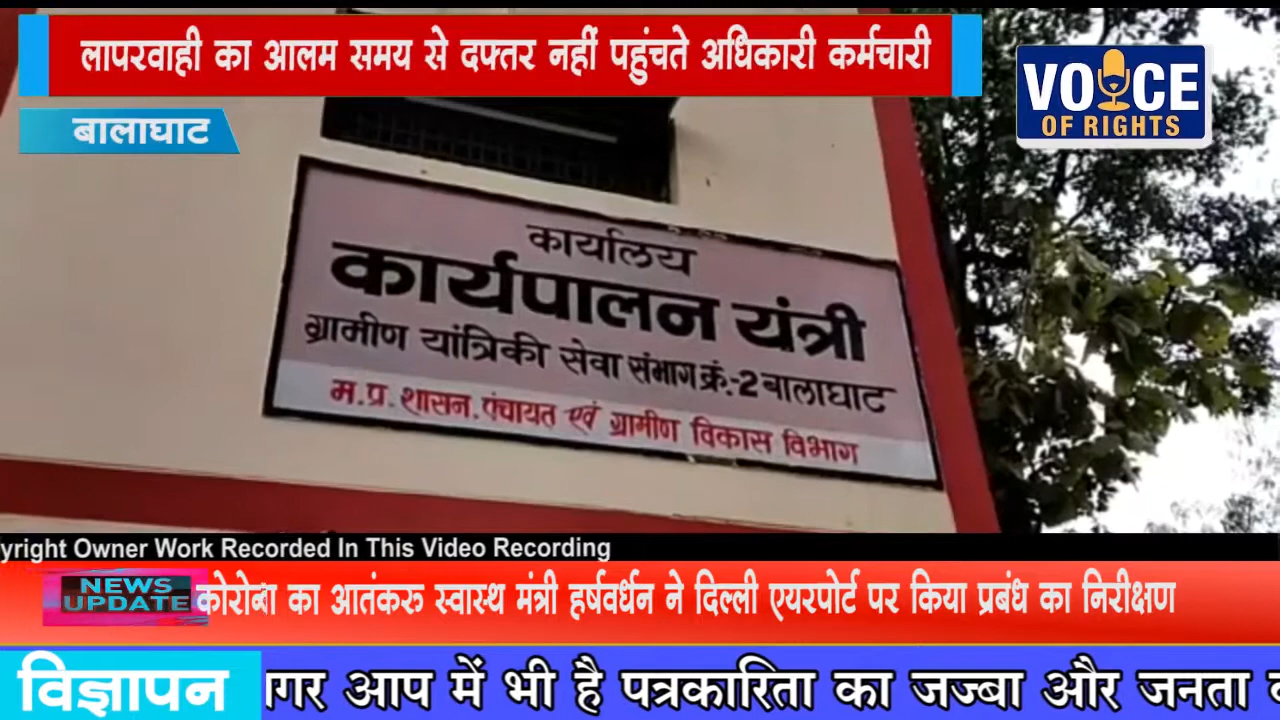 लापरवाही का आलम समय से दफ्तर नहीं पहुंचते अधिकारी कर्मचारी
VOICE
OF RIGHTS
बालाघाट
कार्यालय
कार्यपालन यंत्री
ग्रामीण यांत्रिकी सेवा संभाग क्रं.-2 बालाघाट
म.प्र. शासन. पंचायत एवं ग्रामीण विकास विभाग
yright Owner Work Recorded In This Video Recording
NEWS
UPDATE
का आतंकरु स्वास्थ मंत्री हर्षवर्धन ने दिल्ली एयरपोर्ट पर किया प्रबंध का निरीक्षण
विज्ञापन
गर आप में भी है पत्रकारिता का जज्बा और जनता